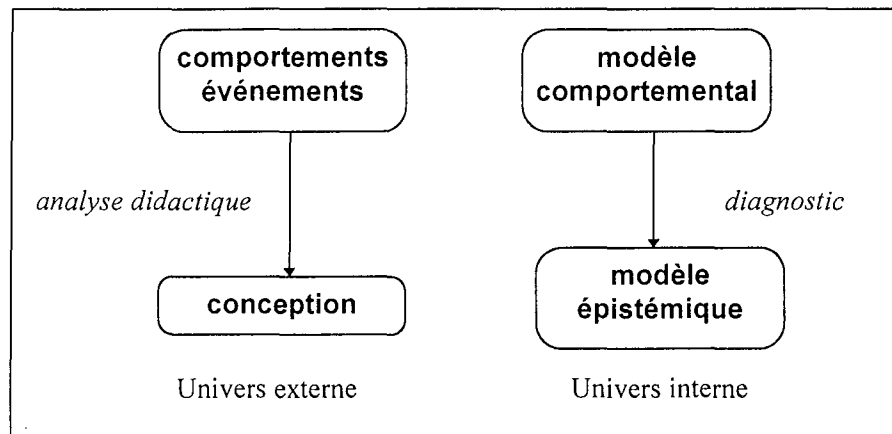 comportements
événements
modèle
comportemental
analyse didactique
diagnostic
conception
modèle
épistémique
Univers externe
Univers interne